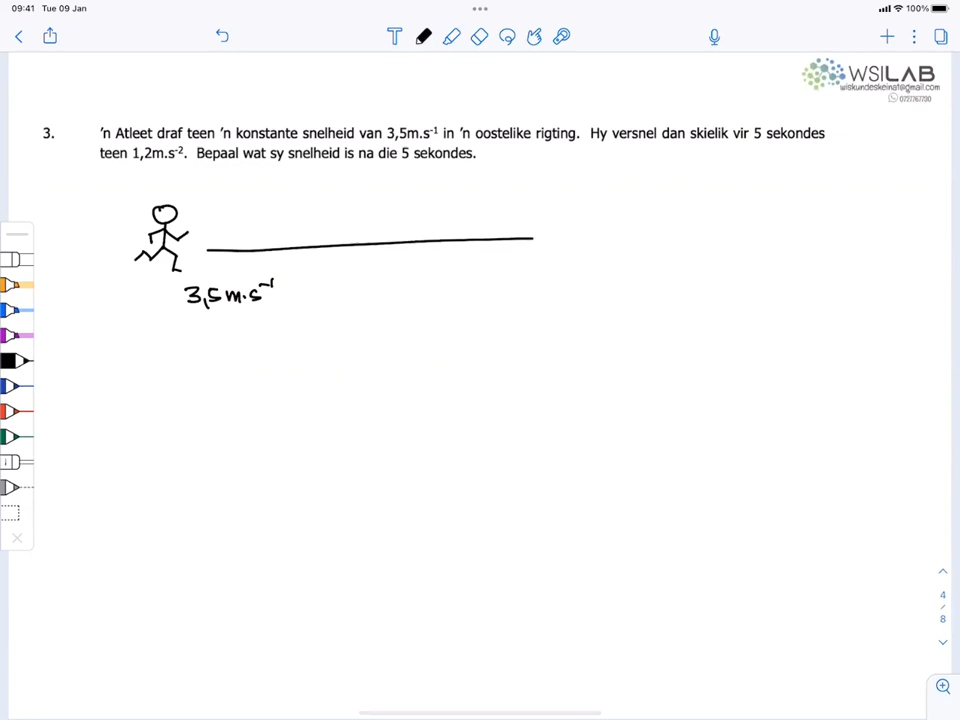 09:41 Tue 09 Jan
100%
T
WSILAB
wiskundeskeinat@gmail.com
3. 'n Atleet draf teen 'n konstante snelheid van 3,5m.s⁻¹ in 'n oostelike rigting. Hy versnel dan skielik vir 5 sekondes
teen 1,2m.s⁻². Bepaal wat sy snelheid is na die 5 sekondes.
3,5m.s⁻¹
4
/
8